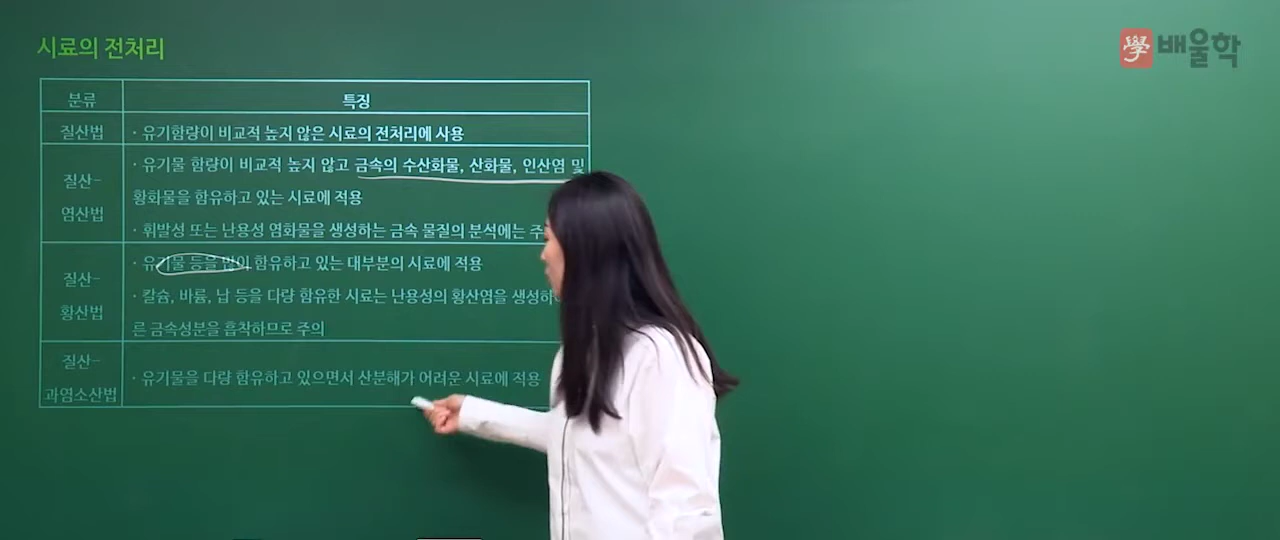 시료의 전처리
學 배울학
분류 특징
질산법 · 유기함량이 비교적 높지 않은 시료의 전처리에 사용
질산-
염산법
· 유기물 함량이 비교적 높지 않고 금속의 수산화물, 산화물, 인산염 및
황화물을 함유하고 있는 시료에 적용
· 휘발성 또는 난용성 염화물을 생성하는 금속 물질의 분석에는 주
질산-
황산법
· 유기물 등을 많이 함유하고 있는 대부분의 시료에 적용
· 칼슘, 바륨, 납 등을 다량 함유한 시료는 난용성의 황산염을 생성하
른 금속성분을 흡착하므로 주의
질산-
과염소산법
· 유기물을 다량 함유하고 있으면서 산분해가 어려운 시료에 적용